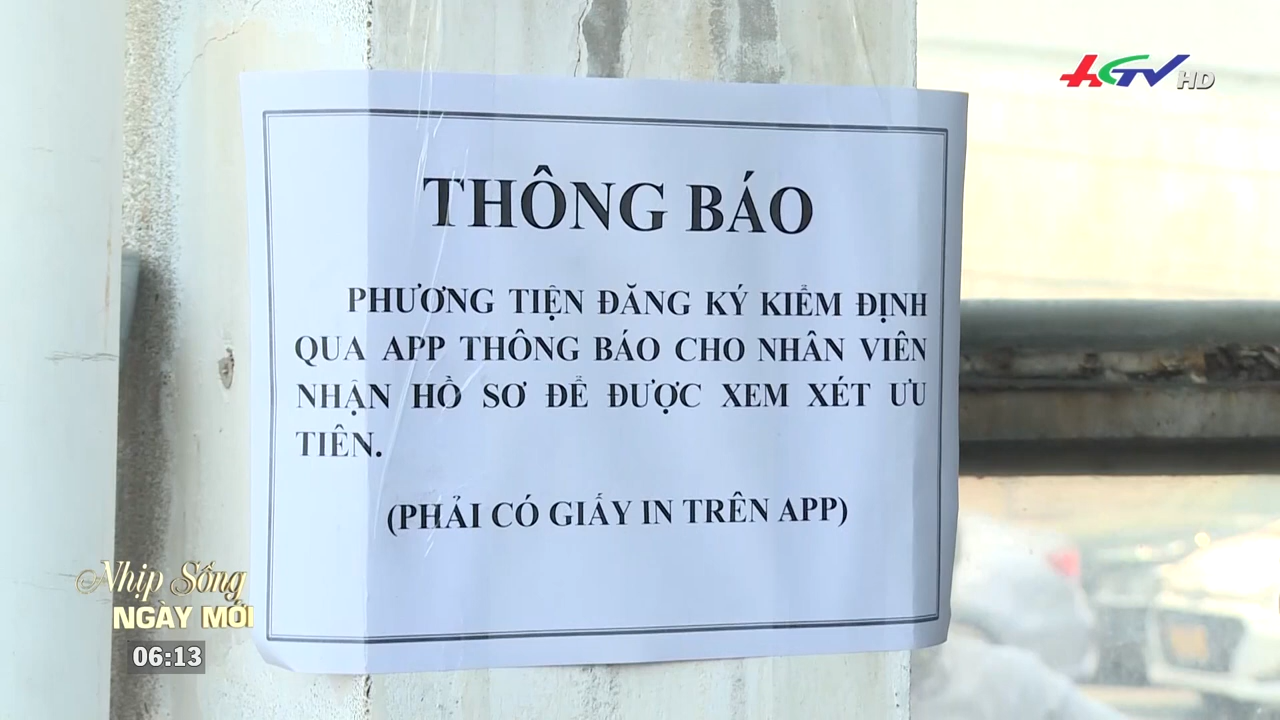 HGTV HD
THÔNG BÁO
PHƯƠNG TIỆN ĐĂNG KÝ KIỂM ĐỊNH
QUA APP THÔNG BÁO CHO NHÂN VIÊN
NHẬN HỒ SƠ ĐỂ ĐƯỢC XEM XÉT ƯU
TIÊN.
(PHẢI CÓ GIẤY IN TRÊN APP)
Nhịp Sống
NGÀY MỚI
06:13